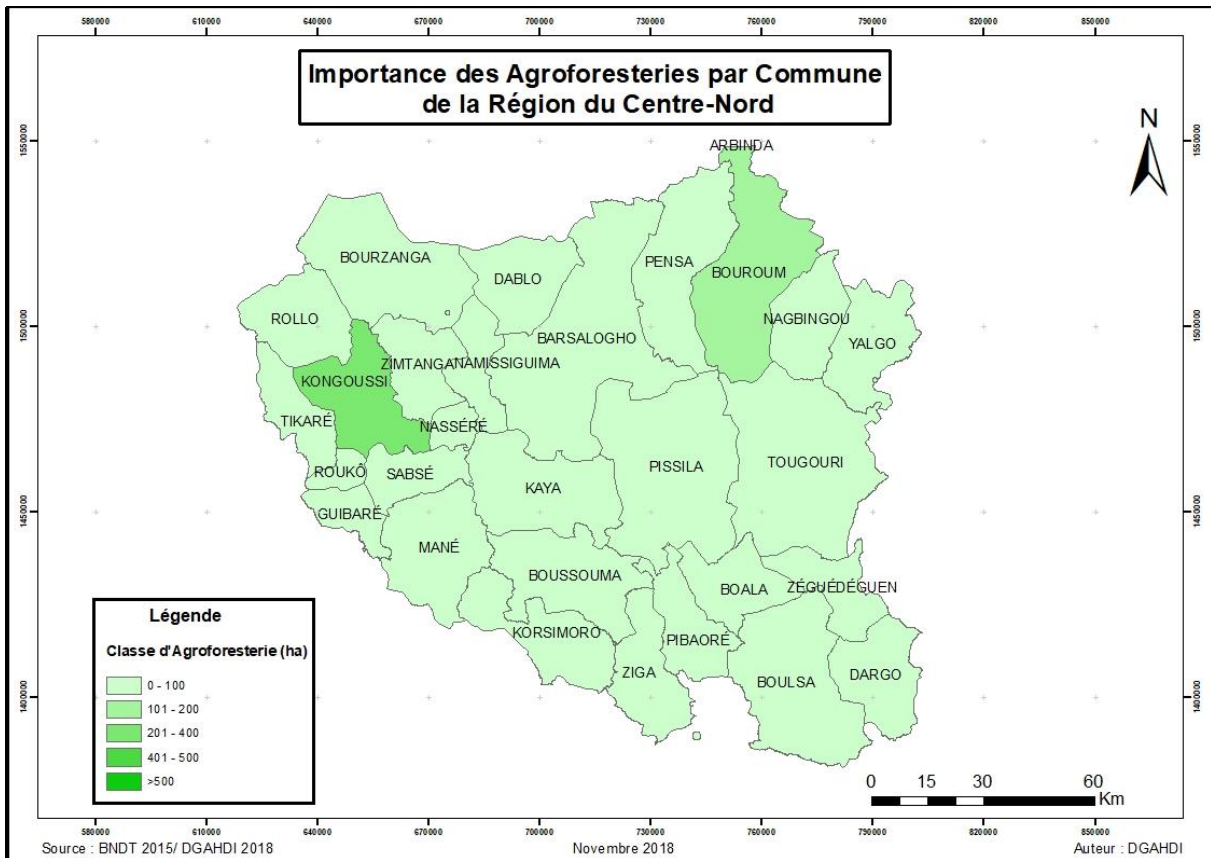 580000 610000 640000 670000 700000 730000 760000 790000 820000 850000
Importance des Agroforesteries par Commune
de la Région du Centre-Nord
N
1550000 1550000
ARBINDA
BOURZANGA
DABLO
PENSA
BOUROUM
ROLLO
NAGBINGOU
1500000 1500000
BARSALOGHO
YALGO
ZIMTANGA
NAMISSIGUIMA
KONGOUSSI
TIKARÉ
NASSÉRÉ
ROUKÔ
SABSÉ
PISSILA
TOUGOURI
KAYA
GUIBARÉ
1450000 1450000
MANÉ
BOUSSOUMA
BOALA
ZÉGUÉDÉGUEN
KORSIMORO
PIBAORÉ
ZIGA
BOULSA
DARGO
1400000 1400000
Légende
Classe d'Agroforesterie (ha)
0 - 100
101 - 200
201 - 400
401 - 500
>500
0 15 30 60
Km
580000 610000 640000 670000 700000 730000 760000 790000 820000 850000
Source : BNDT 2015/ DGAHDI 2018 Novembre 2018 Auteur : DGAHDI